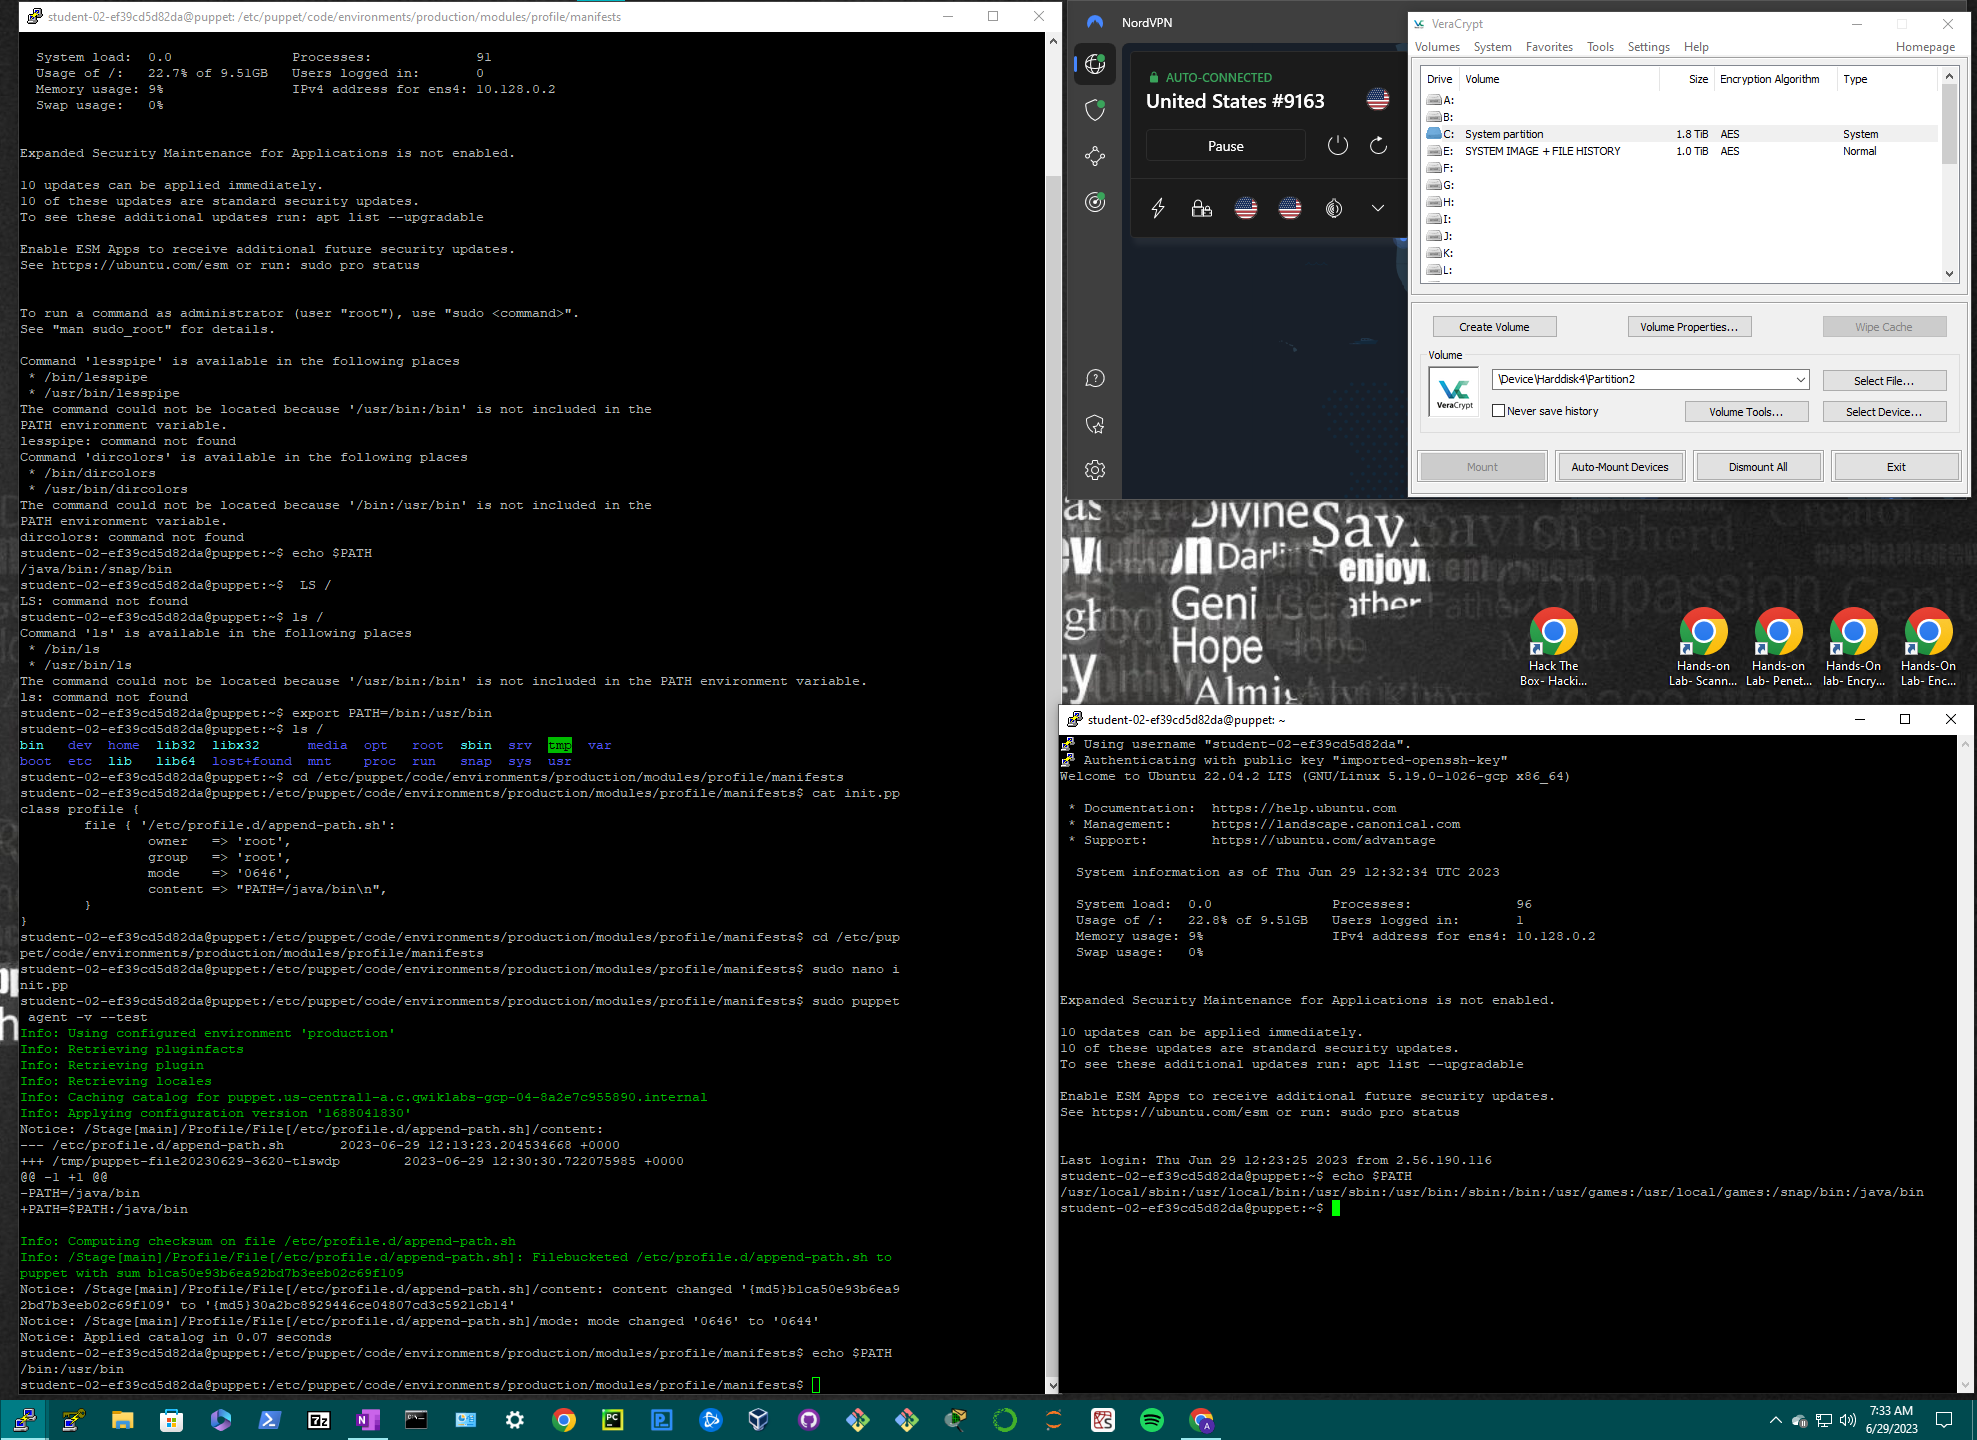 student-02-ef39cd5d82da@puppet: /etc/puppet/code/environments/production/modules/profile/manifests
System load:  0.0                Processes:             91
Usage of /:   22.7% of 9.51GB   Users logged in:       0
Memory usage: 9%                 IPv4 address for ens4: 10.128.0.2
Swap usage:   0%
Expanded Security Maintenance for Applications is not enabled.
10 updates can be applied immediately.
10 of these updates are standard security updates.
To see these additional updates run: apt list --upgradable
Enable ESM Apps to receive additional future security updates.
See https://ubuntu.com/esm or run: sudo pro status
To run a command as administrator (user "root"), use "sudo <command>".
See "man sudo_root" for details.
Command 'lesspipe' is available in the following places
* /bin/lesspipe
* /usr/bin/lesspipe
The command could not be located because '/usr/bin:/bin' is not included in the
PATH environment variable.
lesspipe: command not found
Command 'dircolors' is available in the following places
* /bin/dircolors
* /usr/bin/dircolors
The command could not be located because '/bin:/usr/bin' is not included in the
PATH environment variable.
dircolors: command not found
student-02-ef39cd5d82da@puppet:~$ echo $PATH
/java/bin:/snap/bin
student-02-ef39cd5d82da@puppet:~$  LS /
LS: command not found
student-02-ef39cd5d82da@puppet:~$ ls /
Command 'ls' is available in the following places
* /bin/ls
* /usr/bin/ls
The command could not be located because '/usr/bin:/bin' is not included in the PATH environment variable.
ls: command not found
student-02-ef39cd5d82da@puppet:~$ export PATH=/bin:/usr/bin
student-02-ef39cd5d82da@puppet:~$ ls /
bin   dev  home  lib32  libx32      media  opt   root  sbin  srv  tmp  var
boot  etc  lib   lib64  lost+found  mnt    proc  run   snap  sys  usr
student-02-ef39cd5d82da@puppet:~$ cd /etc/puppet/code/environments/production/modules/profile/manifests
student-02-ef39cd5d82da@puppet:/etc/puppet/code/environments/production/modules/profile/manifests$ cat init.pp
class profile {
file { '/etc/profile.d/append-path.sh':
owner   => 'root',
group   => 'root',
mode    => '0646',
content => "PATH=/java/bin\n",
}
}
student-02-ef39cd5d82da@puppet:/etc/puppet/code/environments/production/modules/profile/manifests$ cd /etc/pup
pet/code/environments/production/modules/profile/manifests
student-02-ef39cd5d82da@puppet:/etc/puppet/code/environments/production/modules/profile/manifests$ sudo nano i
nit.pp
student-02-ef39cd5d82da@puppet:/etc/puppet/code/environments/production/modules/profile/manifests$ sudo puppet
agent -v --test
Info: Using configured environment 'production'
Info: Retrieving pluginfacts
Info: Retrieving plugin
Info: Retrieving locales
Info: Caching catalog for puppet.us-central1-a.c.qwiklabs-gcp-04-8a2e7c955890.internal
Info: Applying configuration version '1688041830'
Notice: /Stage[main]/Profile/File[/etc/profile.d/append-path.sh]/content:
--- /etc/profile.d/append-path.sh       2023-06-29 12:13:23.204534668 +0000
+++ /tmp/puppet-file20230629-3620-tlswdp        2023-06-29 12:30:30.722075985 +0000
@@ -1 +1 @@
-PATH=/java/bin
+PATH=$PATH:/java/bin
Info: Computing checksum on file /etc/profile.d/append-path.sh
Info: /Stage[main]/Profile/File[/etc/profile.d/append-path.sh]: Filebucketed /etc/profile.d/append-path.sh to
puppet with sum b1ca50e93b6ea92bd7b3eeb02c69f109
Notice: /Stage[main]/Profile/File[/etc/profile.d/append-path.sh]/content: content changed '{md5}b1ca50e93b6ea9
2bd7b3eeb02c69f109' to '{md5}30a2bc8929446ce04807cd3c5921cb14'
Notice: /Stage[main]/Profile/File[/etc/profile.d/append-path.sh]/mode: mode changed '0646' to '0644'
Notice: Applied catalog in 0.07 seconds
student-02-ef39cd5d82da@puppet:/etc/puppet/code/environments/production/modules/profile/manifests$ echo $PATH
/bin:/usr/bin
student-02-ef39cd5d82da@puppet:/etc/puppet/code/environments/production/modules/profile/manifests$
NordVPN
AUTO-CONNECTED
United States #9163
Pause
VeraCrypt
Volumes System Favorites Tools Settings Help Homepage
Drive Volume Size Encryption Algorithm Type
A:
B:
C: System partition 1.8 TiB AES System
E: SYSTEM IMAGE + FILE HISTORY 1.0 TiB AES Normal
F:
G:
H:
I:
J:
K:
L:
Create Volume Volume Properties... Wipe Cache
Volume
VeraCrypt
\Device\Harddisk4\Partition2 Select File...
Never save history Volume Tools... Select Device...
Mount Auto-Mount Devices Dismount All Exit
Divine
Shepherd
enjoy
Compassion
Hope
Hack The
Box- Hacki...
Hands-on
Lab- Scann...
Hands-on
Lab- Penet...
Hands-On
lab- Encry...
Hands-On
Lab- Enc...
student-02-ef39cd5d82da@puppet: ~
Using username "student-02-ef39cd5d82da".
Authenticating with public key "imported-openssh-key"
Welcome to Ubuntu 22.04.2 LTS (GNU/Linux 5.19.0-1026-gcp x86_64)
* Documentation:  https://help.ubuntu.com
* Management:     https://landscape.canonical.com
* Support:        https://ubuntu.com/advantage
System information as of Thu Jun 29 12:32:34 UTC 2023
System load:  0.0                Processes:             96
Usage of /:   22.8% of 9.51GB   Users logged in:       1
Memory usage: 9%                 IPv4 address for ens4: 10.128.0.2
Swap usage:   0%
Expanded Security Maintenance for Applications is not enabled.
10 updates can be applied immediately.
10 of these updates are standard security updates.
To see these additional updates run: apt list --upgradable
Enable ESM Apps to receive additional future security updates.
See https://ubuntu.com/esm or run: sudo pro status
Last login: Thu Jun 29 12:23:25 2023 from 2.56.190.116
student-02-ef39cd5d82da@puppet:~$ echo $PATH
/usr/local/sbin:/usr/local/bin:/usr/sbin:/usr/bin:/sbin:/bin:/usr/games:/usr/local/games:/snap/bin:/java/bin
student-02-ef39cd5d82da@puppet:~$
7:33 AM
6/29/2023